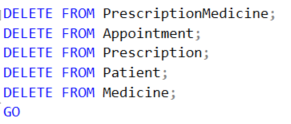 DELETE FROM PrescriptionMedicine;
DELETE FROM Appointment;
DELETE FROM Prescription;
DELETE FROM Patient;
DELETE FROM Medicine;
GO